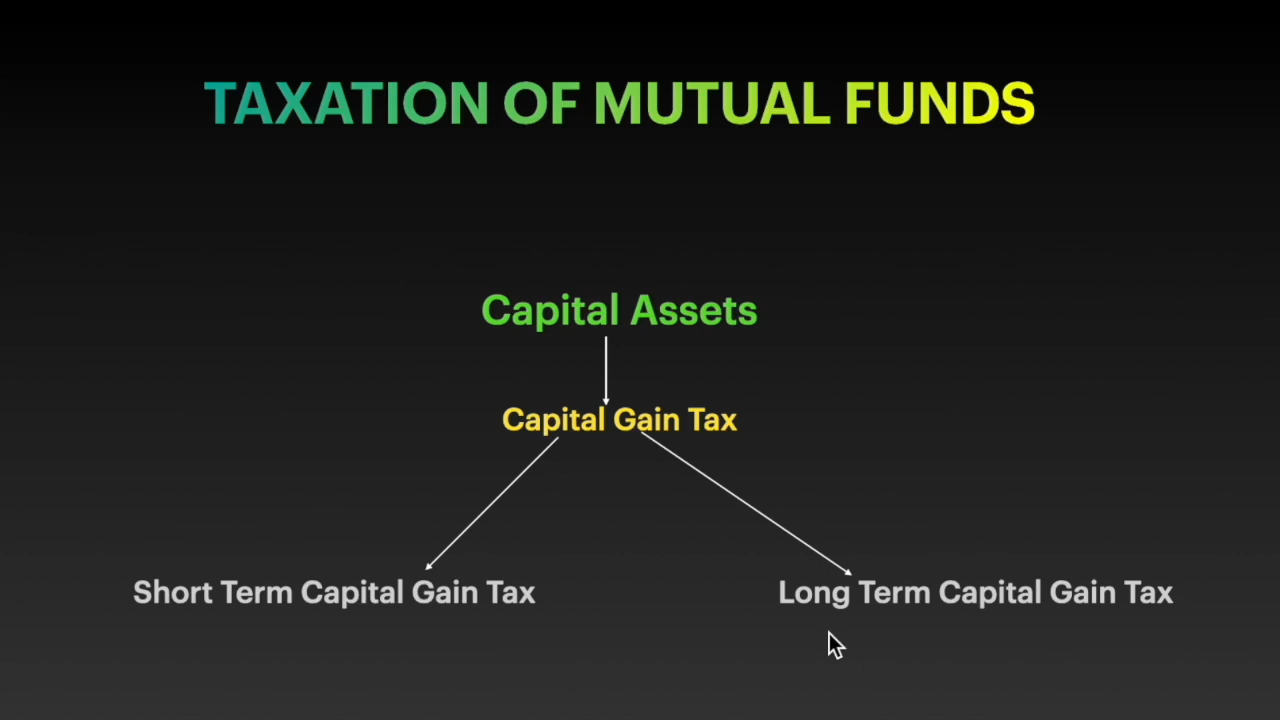 TAXATION OF MUTUAL FUNDS
Capital Assets
Capital Gain Tax
Short Term Capital Gain Tax
Long Term Capital Gain Tax